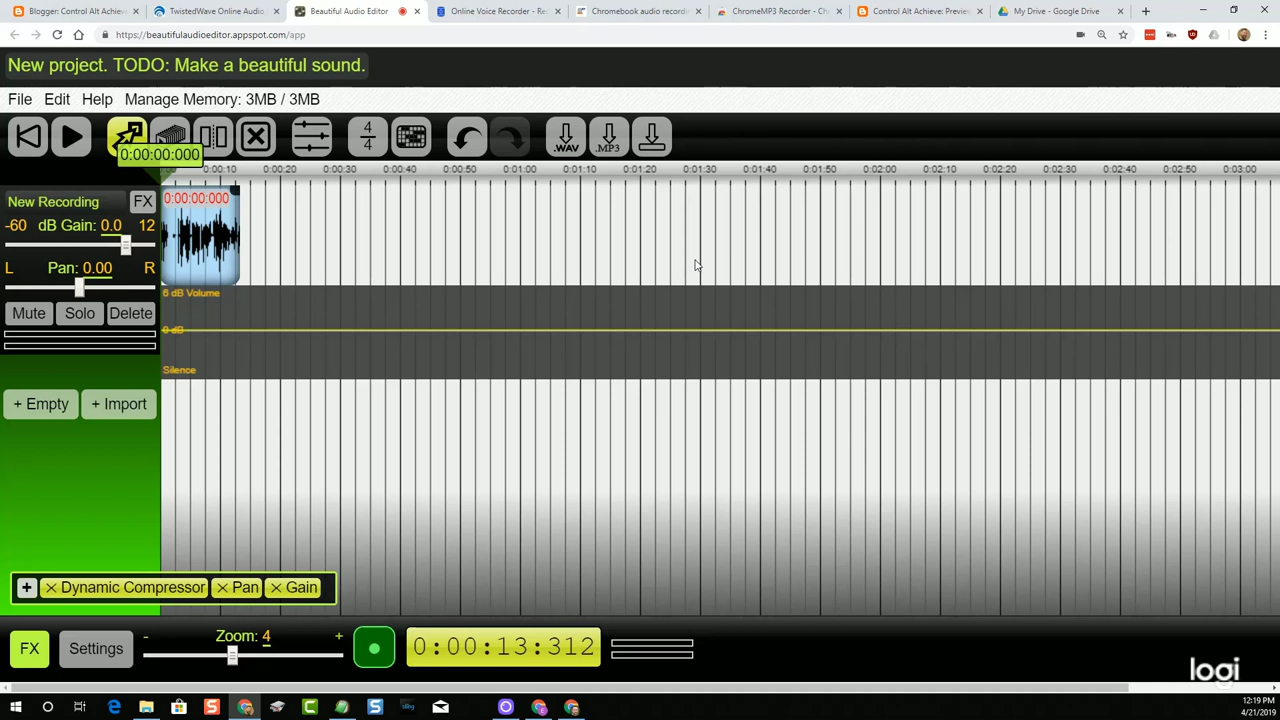 Blogger: Control Alt Achieve
TwistedWave Online Audio
Beautiful Audio Editor
Online Voice Recorder - Re
Chromebook audio recordi
ChromeMP3 Recorder - Ch
Control Alt Achieve: Preview
My Drive - Google Drive
https://beautifulaudioeditor.appspot.com/app
New project. TODO: Make a beautiful sound.
File Edit Help Manage Memory: 3MB / 3MB
4
4
.WAV
.MP3
0:00:00:000
0:00:10 0:00:20 0:00:30 0:00:40 0:00:50 0:01:00 0:01:10 0:01:20 0:01:30 0:01:40 0:01:50 0:02:00 0:02:10 0:02:20 0:02:30 0:02:40 0:02:50 0:03:00
New Recording FX
0:00:00:000
-60 dB Gain: 0.0 12
L Pan: 0.00 R
6 dB Volume
Mute Solo Delete
0 dB
Silence
+ Empty + Import
+ × Dynamic Compressor × Pan × Gain
FX Settings - Zoom: 4 + 0:00:13:312
logi
12:19 PM
4/21/2019